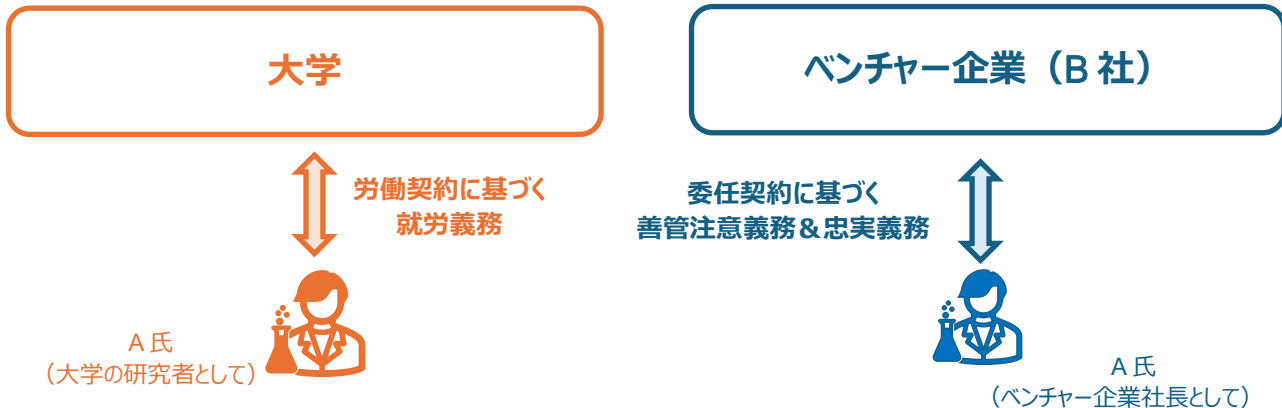 大学
ベンチャー企業（B 社）
労働契約に基づく
就労義務
委任契約に基づく
善管注意義務＆忠実義務
A 氏
（大学の研究者として）
A 氏
（ベンチャー企業社長として）